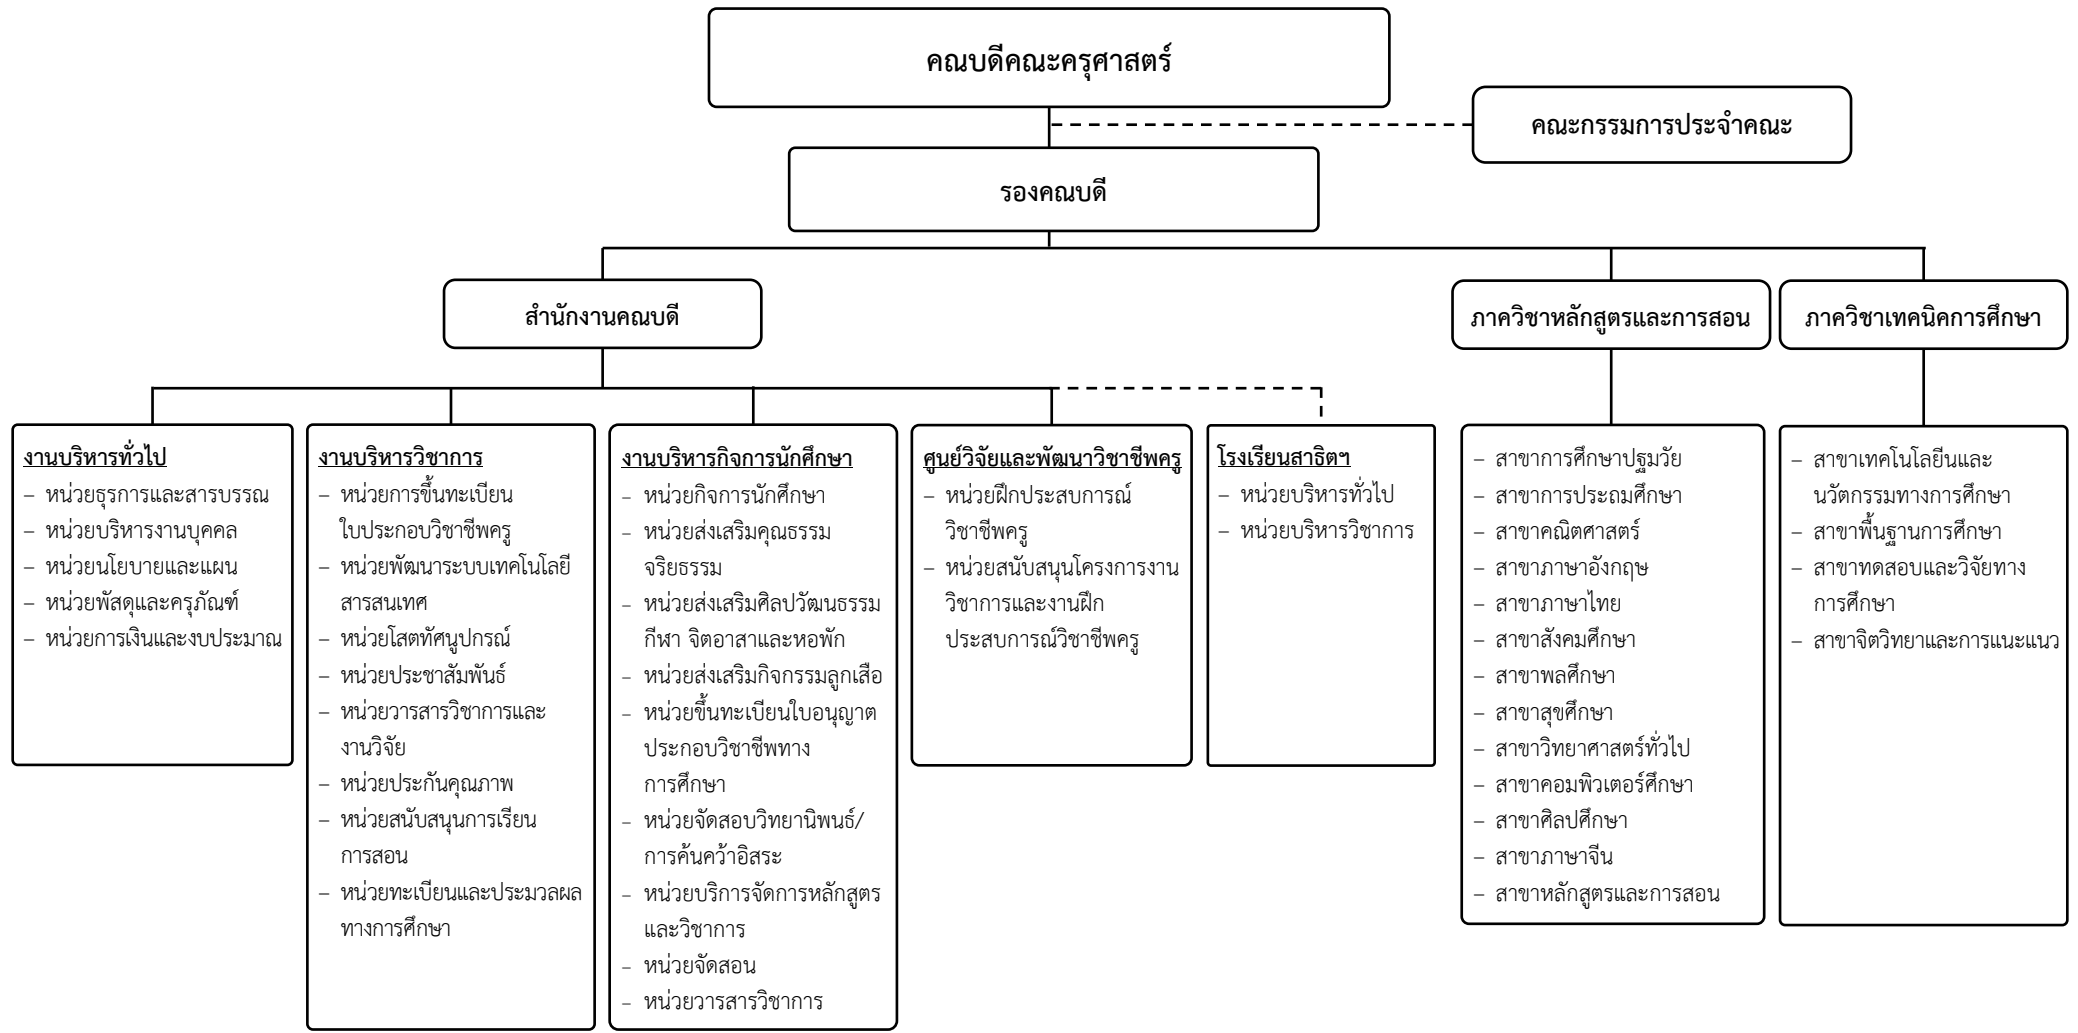 คณบดีคณะครุศาสตร์
คณะกรรมการประจำคณะ
รองคณบดี
สำนักงานคณบดี
ภาควิชาหลักสูตรและการสอน
ภาควิชาเทคนิคการศึกษา
งานบริหารทั่วไป
– หน่วยธุรการและสารบรรณ
– หน่วยบริหารงานบุคคล
– หน่วยนโยบายและแผน
– หน่วยพัสดุและครุภัณฑ์
– หน่วยการเงินและงบประมาณ
งานบริหารวิชาการ
– หน่วยการขึ้นทะเบียน
ใบประกอบวิชาชีพครู
– หน่วยพัฒนาระบบเทคโนโลยี
สารสนเทศ
– หน่วยโสตทัศนูปกรณ์
– หน่วยประชาสัมพันธ์
– หน่วยวารสารวิชาการและ
งานวิจัย
– หน่วยประกันคุณภาพ
– หน่วยสนับสนุนการเรียน
การสอน
– หน่วยทะเบียนและประมวลผล
ทางการศึกษา
งานบริหารกิจการนักศึกษา
– หน่วยกิจการนักศึกษา
– หน่วยส่งเสริมคุณธรรม
จริยธรรม
– หน่วยส่งเสริมศิลปวัฒนธรรม
กีฬา จิตอาสาและหอพัก
– หน่วยส่งเสริมกิจกรรมลูกเสือ
– หน่วยขึ้นทะเบียนใบอนุญาต
ประกอบวิชาชีพทาง
การศึกษา
– หน่วยจัดสอบวิทยานิพนธ์/
การค้นคว้าอิสระ
– หน่วยบริการจัดการหลักสูตร
และวิชาการ
– หน่วยจัดสอน
– หน่วยวารสารวิชาการ
ศูนย์วิจัยและพัฒนาวิชาชีพครู
– หน่วยฝึกประสบการณ์
วิชาชีพครู
– หน่วยสนับสนุนโครงการงาน
วิชาการและงานฝึก
ประสบการณ์วิชาชีพครู
โรงเรียนสาธิตฯ
– หน่วยบริหารทั่วไป
– หน่วยบริหารวิชาการ
– สาขาการศึกษาปฐมวัย
– สาขาการประถมศึกษา
– สาขาคณิตศาสตร์
– สาขาภาษาอังกฤษ
– สาขาภาษาไทย
– สาขาสังคมศึกษา
– สาขาพลศึกษา
– สาขาสุขศึกษา
– สาขาวิทยาศาสตร์ทั่วไป
– สาขาคอมพิวเตอร์ศึกษา
– สาขาศิลปศึกษา
– สาขาภาษาจีน
– สาขาหลักสูตรและการสอน
– สาขาเทคโนโลยีนและ
นวัตกรรมทางการศึกษา
– สาขาพื้นฐานการศึกษา
– สาขาทดสอบและวิจัยทาง
การศึกษา
– สาขาจิตวิทยาและการแนะแนว